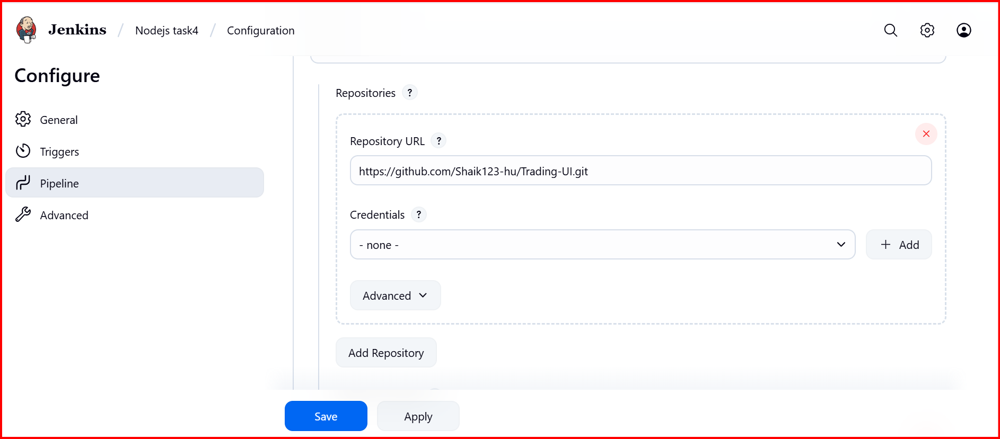 Jenkins / Nodejs task4 / Configuration
Configure
General
Triggers
Pipeline
Advanced
Repositories ?
Repository URL ?
https://github.com/Shaik123-hu/Trading-UI.git
Credentials ?
- none -
+ Add
Advanced
Add Repository
Save
Apply